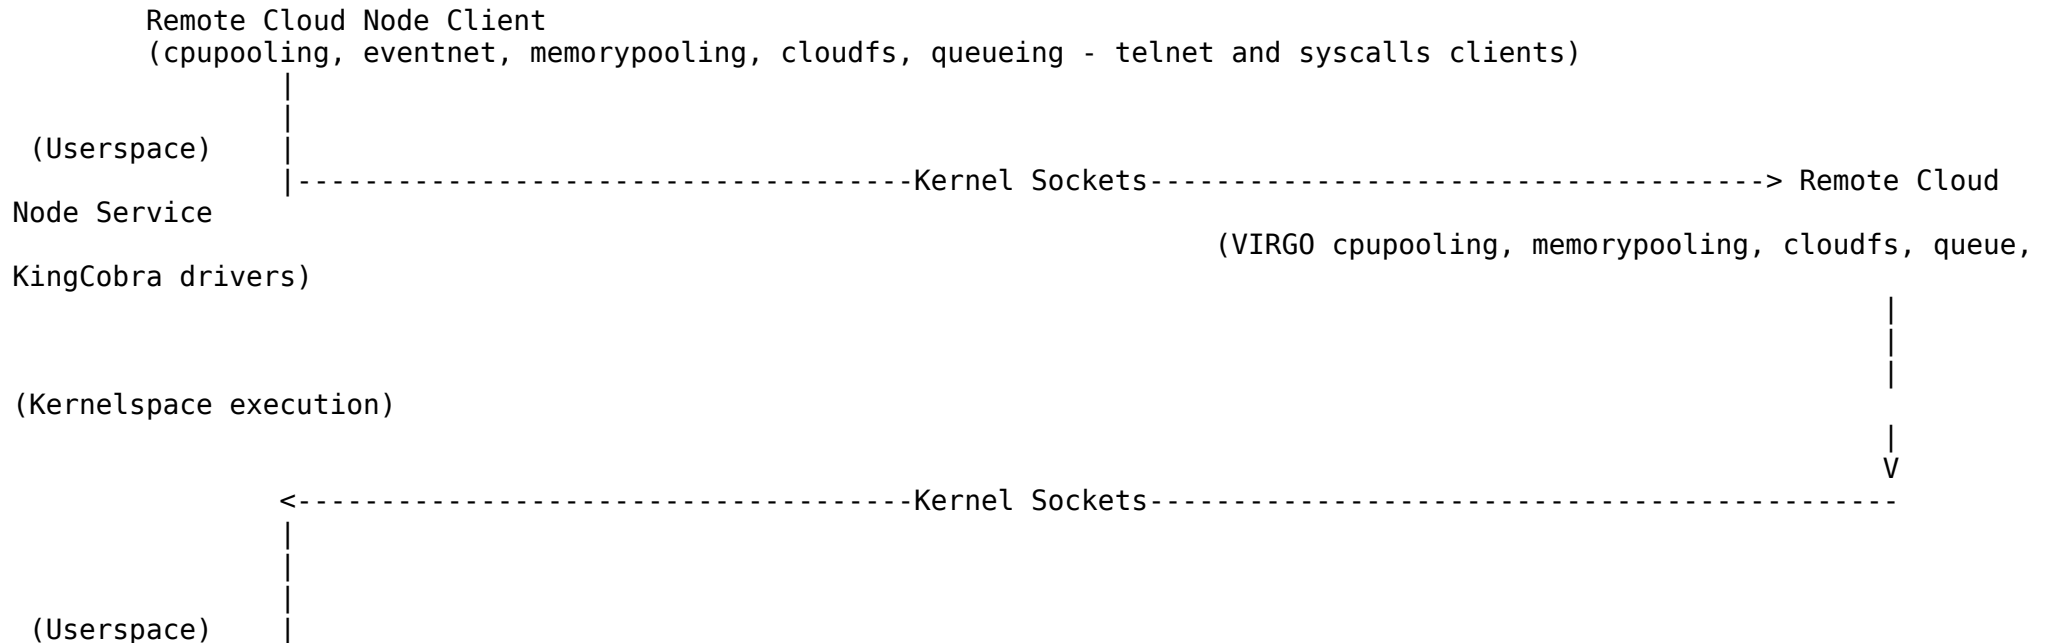 Remote Cloud Node Client
(cpupooling, eventnet, memorypooling, cloudfs, queueing - telnet and syscalls clients)
|
|
(Userspace) |
|-------------------------------------Kernel Sockets-------------------------------------> Remote Cloud
Node Service
(VIRGO cpupooling, memorypooling, cloudfs, queue,
KingCobra drivers)
|
|
|
(Kernelspace execution)
|
V
<-------------------------------------Kernel Sockets---------------------------------------------
|
|
|
(Userspace) |